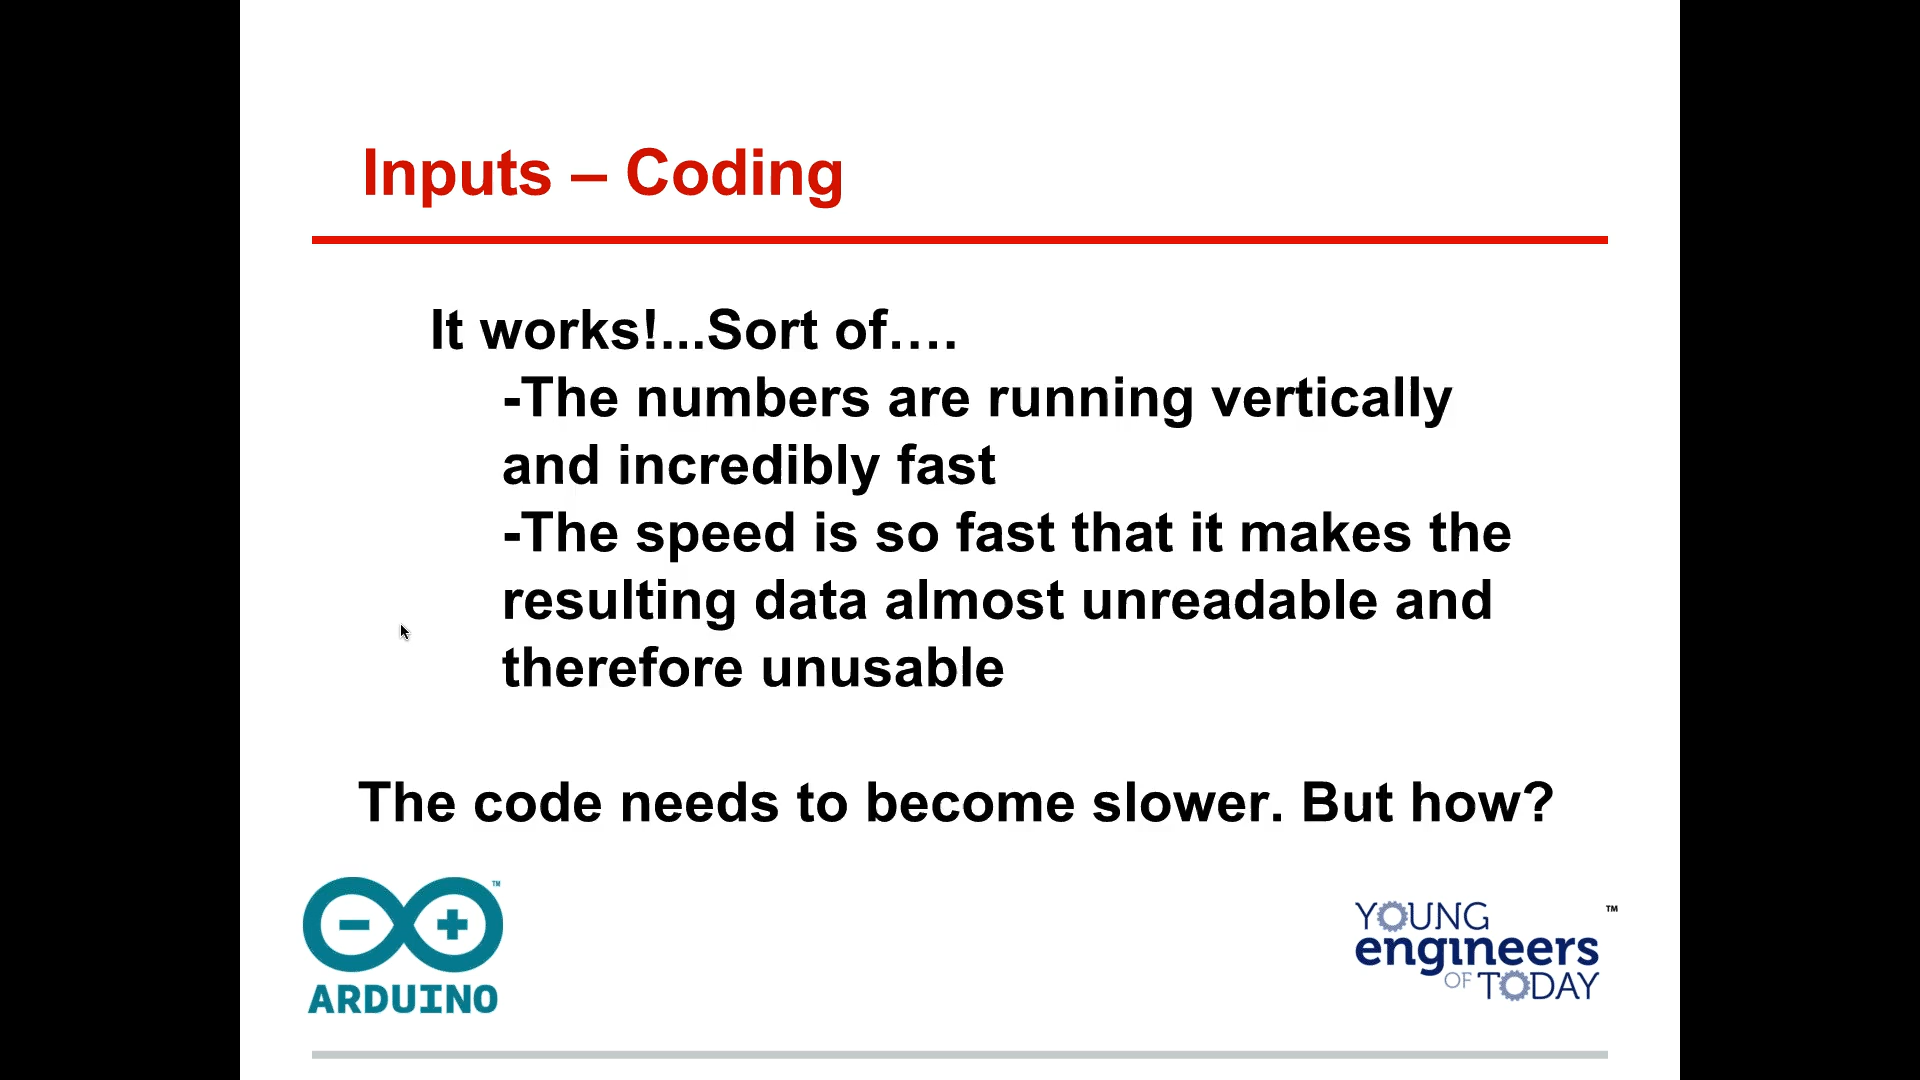 Inputs – Coding
It works!...Sort of….
-The numbers are running vertically
and incredibly fast
-The speed is so fast that it makes the
resulting data almost unreadable and
therefore unusable
The code needs to become slower. But how?
TM
ARDUINO
YOUNG TM
engineers
OF TODAY